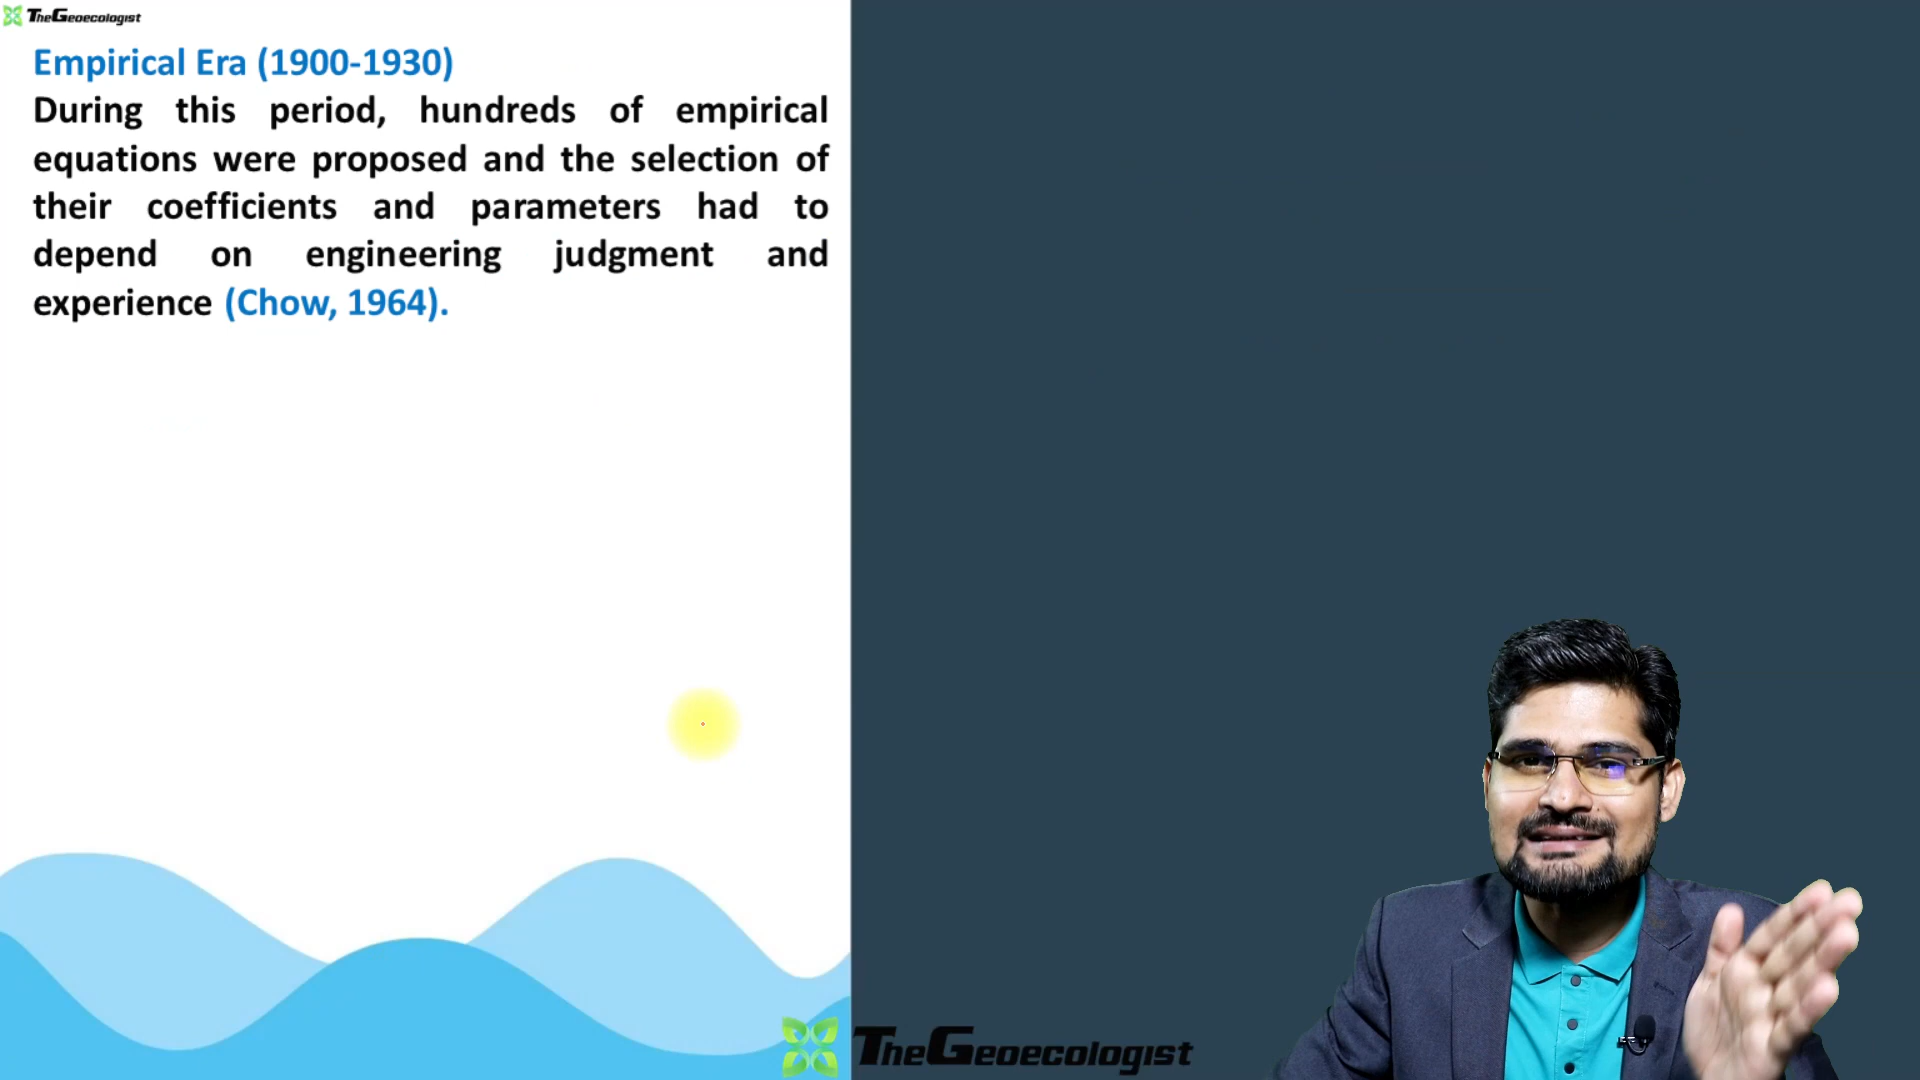 TheGeoecologist
Empirical Era (1900-1930)
During this period, hundreds of empirical
equations were proposed and the selection of
their coefficients and parameters had to
depend on engineering judgment and
experience (Chow, 1964).
TheGeoecologist